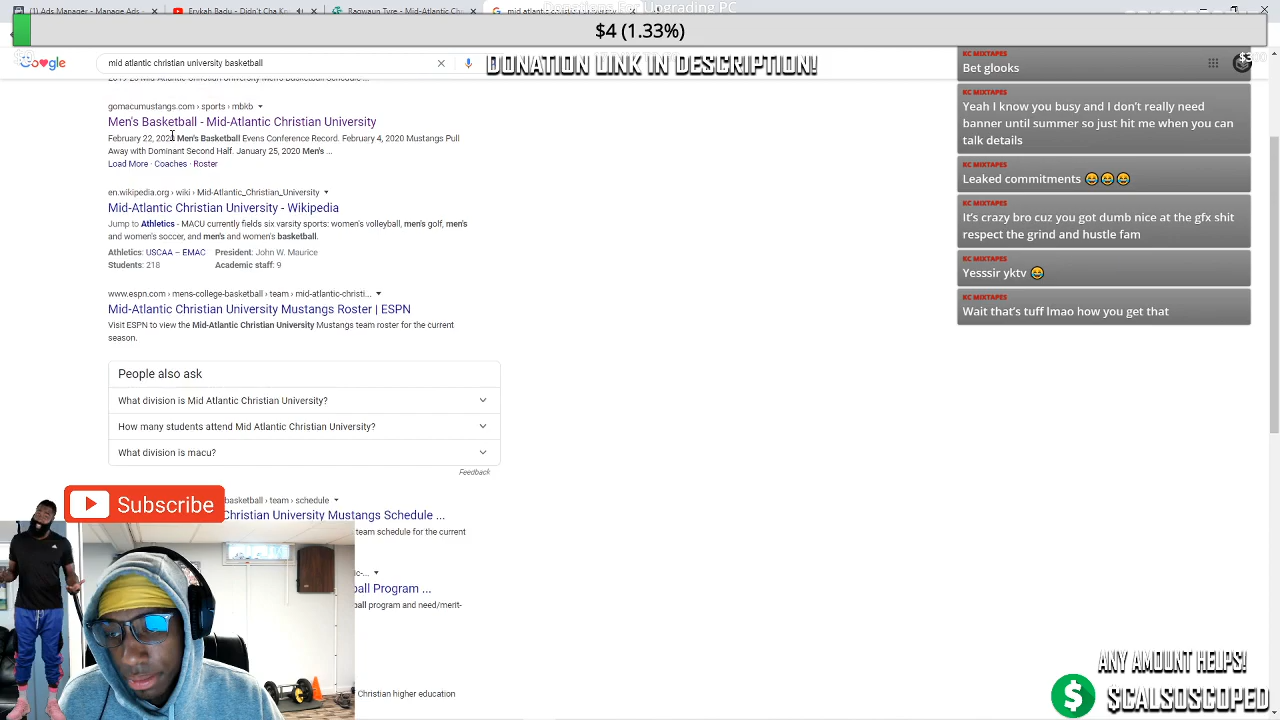 $4 (1.33%)
mid atlantic christian university basketball
DONATION LINK IN DESCRIPTION!
gomacumustangs.com › sports › mbkb
Men's Basketball - Mid-Atlantic Christian University
February 22, 2020 Men's Basketball Evens Conference Record. February 4, 2020 Mustangs Pull
Away with Dominant Second Half. January 25, 2020 Men's ...
Load More · Coaches · Roster
en.wikipedia.org › wiki › Mid-Atlantic_Christian_University
Mid-Atlantic Christian University - Wikipedia
Jump to Athletics - MACU currently fields six varsity sports: women's volleyball, men's golf, men's
and women's soccer, and men's and women's basketball.
Athletics: USCAA – EMAC President: John W. Maurice
Students: 218 Academic staff: 9
www.espn.com › mens-college-basketball › team › mid-atlantic-christi...
Mid-Atlantic Christian University Mustangs Roster | ESPN
Visit ESPN to view the Mid-Atlantic Christian University Mustangs team roster for the current
season.
People also ask
What division is Mid Atlantic Christian University?
How many students attend Mid Atlantic Christian University?
What division is macu?
Feedback
basketball › team › schedule
Christian University Mustangs Schedule ...
team schedule for the current
Subscribe
ball Program ...
ball program and need/merit-
Christian higher education
KC MIXTAPES
Bet glooks
KC MIXTAPES
Yeah I know you busy and I don't really need
banner until summer so just hit me when you can
talk details
KC MIXTAPES
Leaked commitments 😄😄😄
KC MIXTAPES
It's crazy bro cuz you got dumb nice at the gfx shit
respect the grind and hustle fam
KC MIXTAPES
Yesssir yktv 😄
KC MIXTAPES
Wait that's tuff lmao how you get that
ANY AMOUNT HELPS!
$CALSOSCOPED